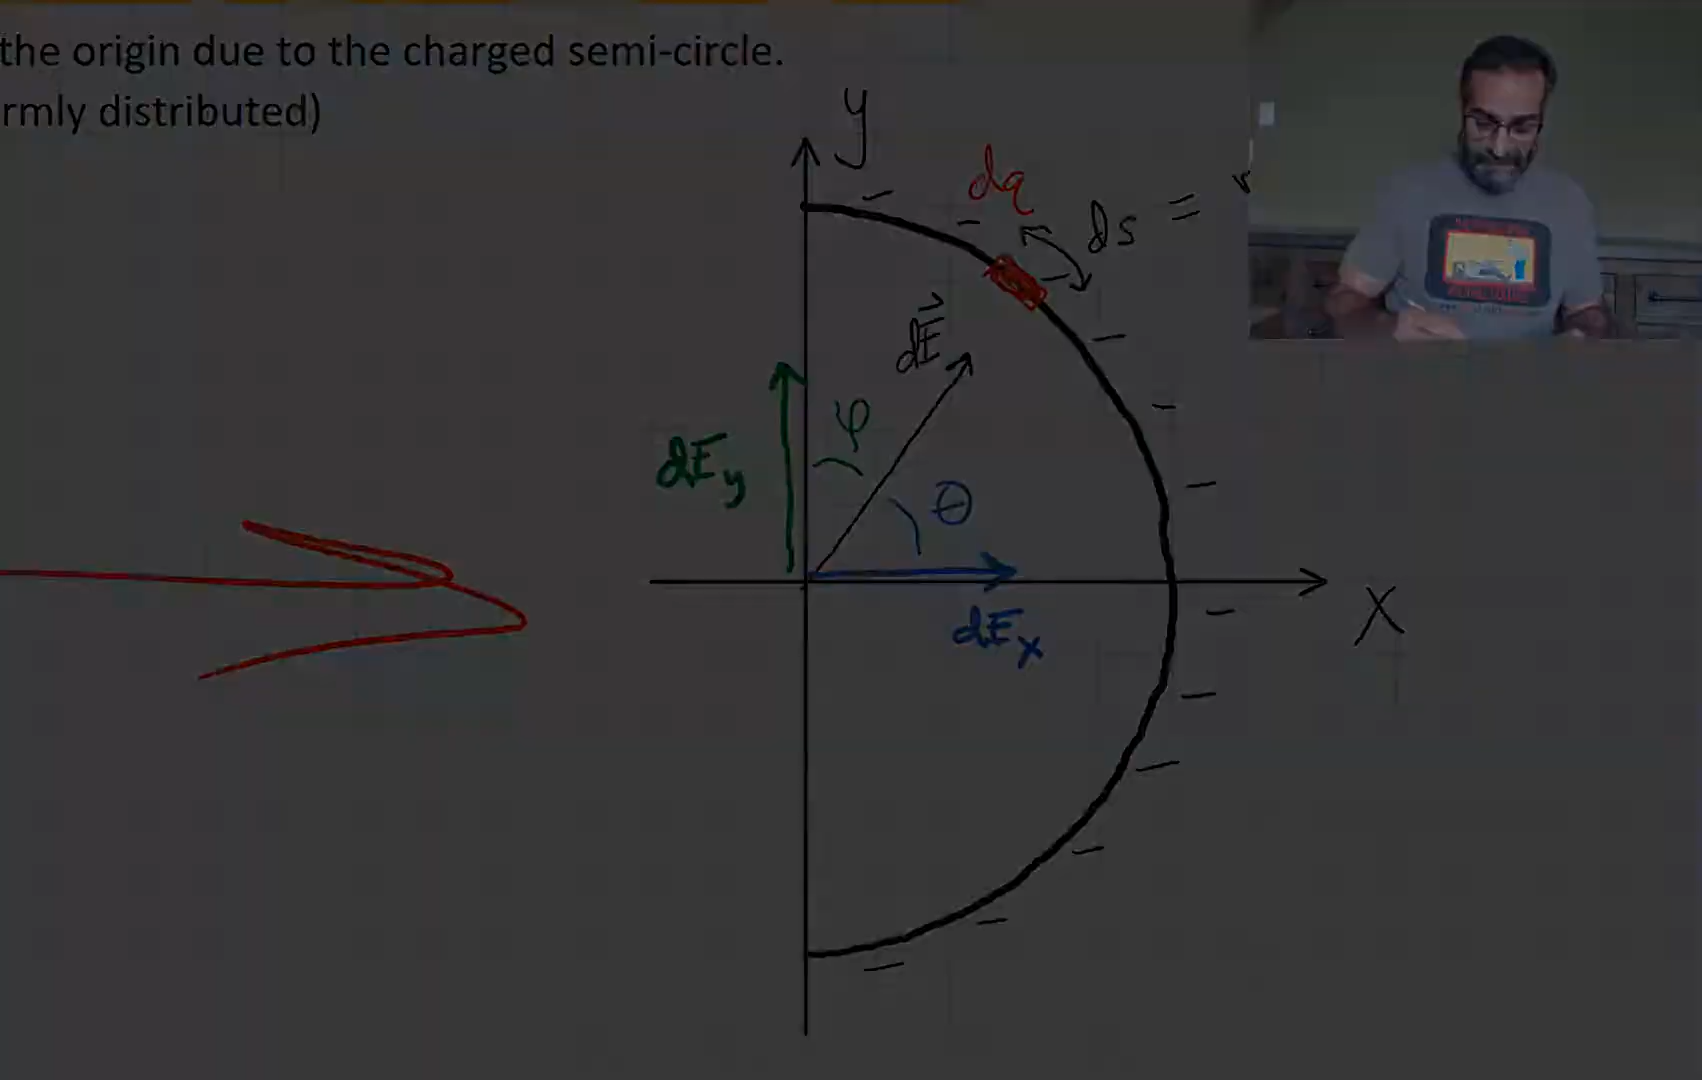 the origin due to the charged semi-circle.
rmly distributed)
y
dq
ds =
dE
φ
dEy
θ
dEx
x